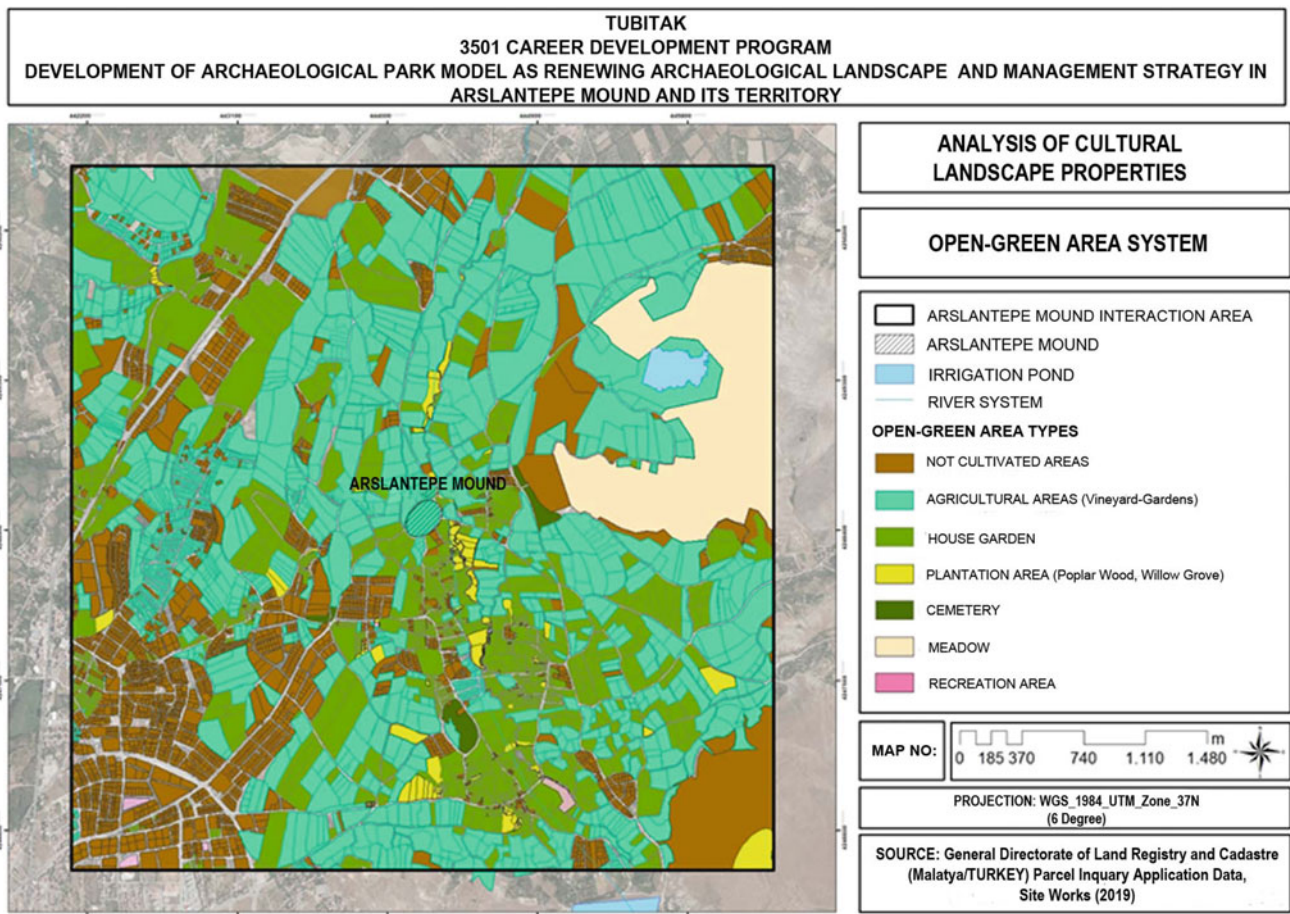 TUBITAK
3501 CAREER DEVELOPMENT PROGRAM
DEVELOPMENT OF ARCHAEOLOGICAL PARK MODEL AS RENEWING ARCHAEOLOGICAL LANDSCAPE AND MANAGEMENT STRATEGY IN
ARSLANTEPE MOUND AND ITS TERRITORY
ARSLANTEPE MOUND
ANALYSIS OF CULTURAL
LANDSCAPE PROPERTIES
OPEN-GREEN AREA SYSTEM
ARSLANTEPE MOUND INTERACTION AREA
ARSLANTEPE MOUND
IRRIGATION POND
RIVER SYSTEM
OPEN-GREEN AREA TYPES
NOT CULTIVATED AREAS
AGRICULTURAL AREAS (Vineyard-Gardens)
HOUSE GARDEN
PLANTATION AREA (Poplar Wood, Willow Grove)
CEMETERY
MEADOW
RECREATION AREA
MAP NO:
m
0 185 370 740 1.110 1.480
PROJECTION: WGS_1984_UTM_Zone_37N
(6 Degree)
SOURCE: General Directorate of Land Registry and Cadastre
(Malatya/TURKEY) Parcel Inquary Application Data,
Site Works (2019)